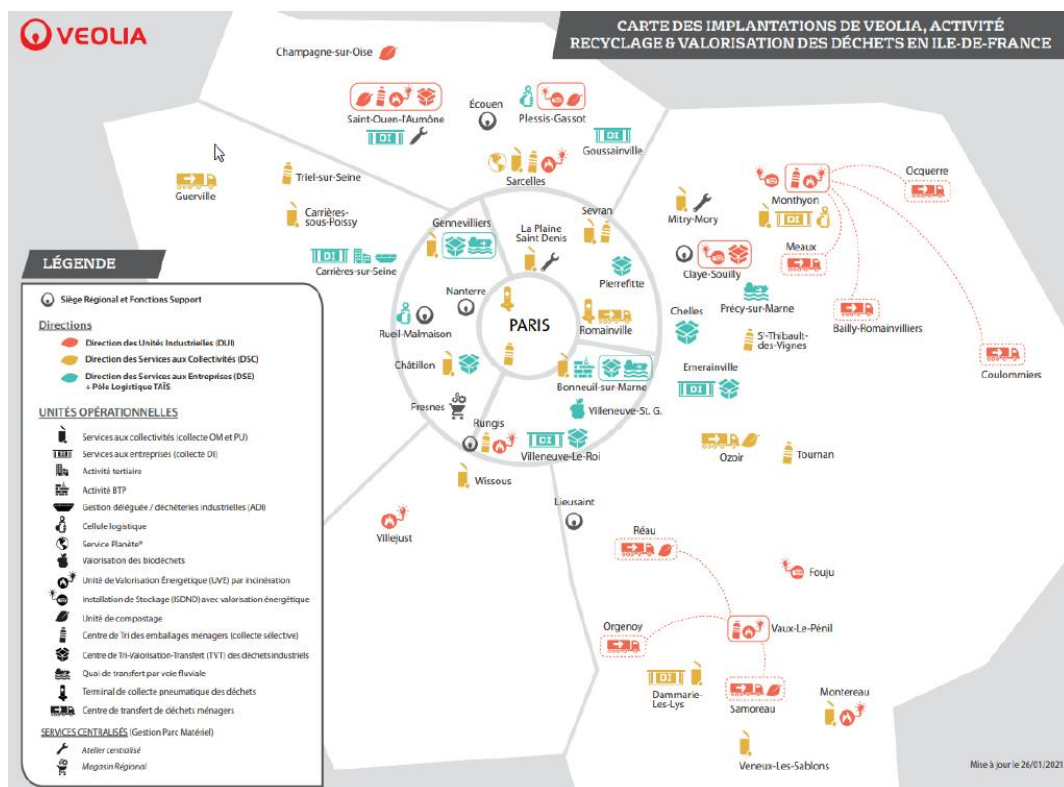 VEOLIA
CARTE DES IMPLANTATIONS DE VEOLIA, ACTIVITÉ
RECYCLAGE & VALORISATION DES DÉCHETS EN ILE-DE-FRANCE
Champagne-sur-Oise
Saint-Ouen-l'Aumône
DI
Écouen
Plessis-Gassot
DI
Goussainville
Sarcelles
Guerville
Triel-sur-Seine
Carrières-
sous-Poissy
DI
Carrières-sur-Seine
Gennevilliers
La Plaine
Saint Denis
Sevran
Pierrefitte
Nanterre
Rueil-Malmaison
PARIS
Romainville
Châtillon
Bonneuil-sur-Marne
Fresnes
Villeneuve-St. G.
Rungis
DI
Villeneuve-Le-Roi
Wissous
Villejust
Mitry-Mory
Monthyon
DI
Ocquerre
Meaux
Claye-Souilly
Précy-sur-Marne
Bailly-Romainvilliers
Chelles
St-Thibault-
des-Vignes
Coulommiers
Emerainville
DI
Ozoir
Tournan
Lieusaint
Réau
Fouju
Orgenoy
Vaux-Le-Pénil
DI
Dammarie-
Les-Lys
Samoreau
Montereau
Veneux-Les-Sablons
Mise à jour le 26/01/2021
LÉGENDE
Siège Régional et Fonctions Support
Directions
Direction des Unités Industrielles (DUI)
Direction des Services aux Collectivités (DSC)
Direction des Services aux Entreprises (DSE)
+ Pôle Logistique TAÏS
UNITÉS OPÉRATIONNELLES
Services aux collectivités (collecte OM et PU)
Services aux entreprises (collecte DI)
Activité tertiaire
Activité BTP
Gestion déléguée / déchèteries industrielles (ADI)
Cellule logistique
Service Planète®
Valorisation des biodéchets
Unité de Valorisation Énergétique (UVE) par incinération
Installation de Stockage (ISDND) avec valorisation énergétique
Unité de compostage
Centre de Tri des emballages ménagers (collecte sélective)
Centre de Tri-Valorisation-Transfert (TVT) des déchets industriels
Quai de transfert par voie fluviale
Terminal de collecte pneumatique des déchets
Centre de transfert de déchets ménagers
SERVICES CENTRALISÉS (Gestion Parc Matériel)
Atelier centralisé
Magasin Régional